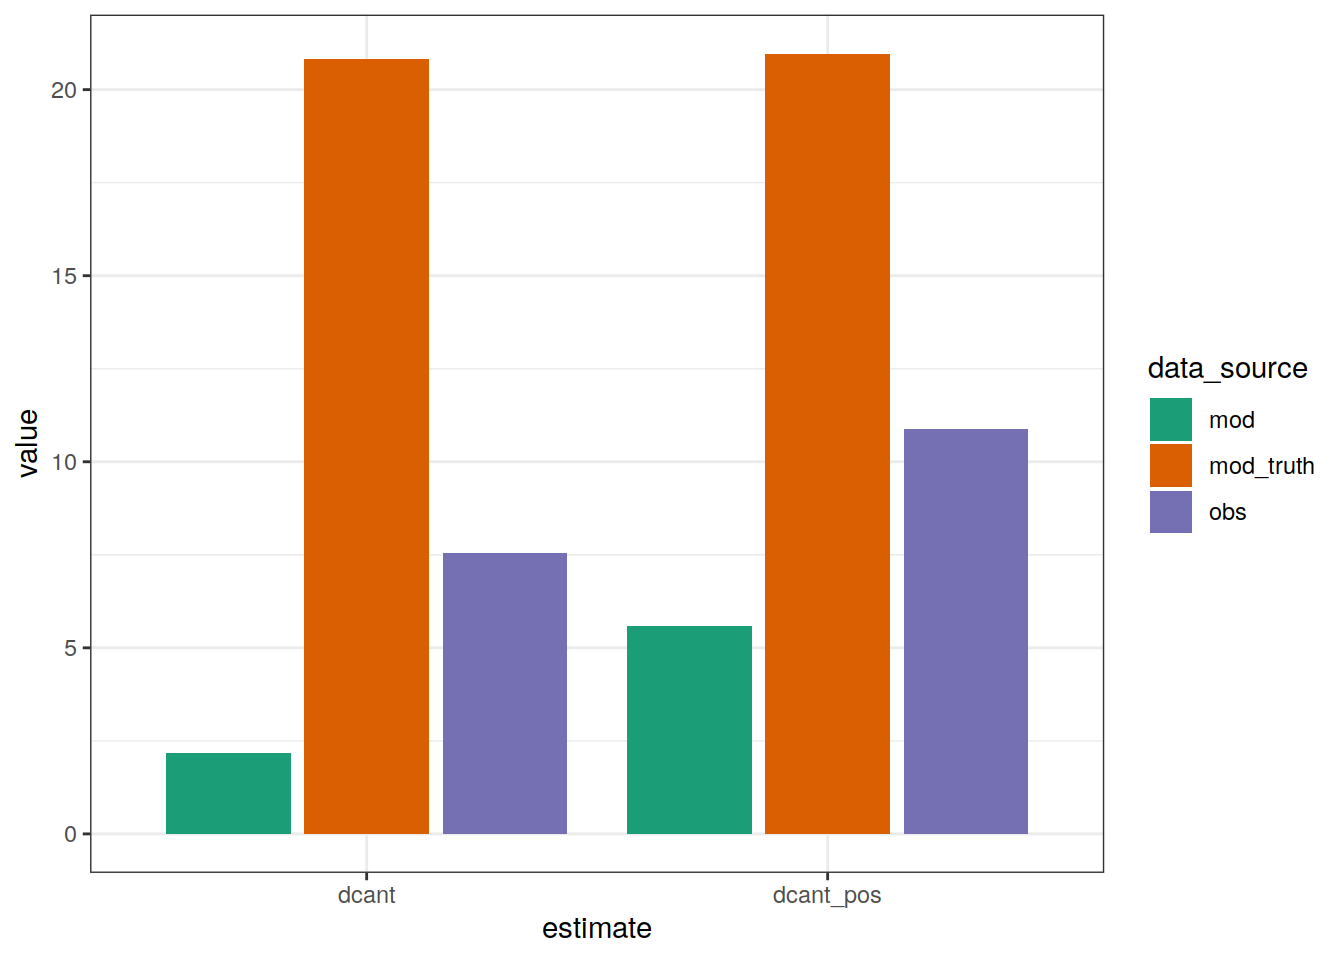 20
15
10
5
0
value
dcant
dcant_pos
estimate
data_source
mod
mod_truth
obs